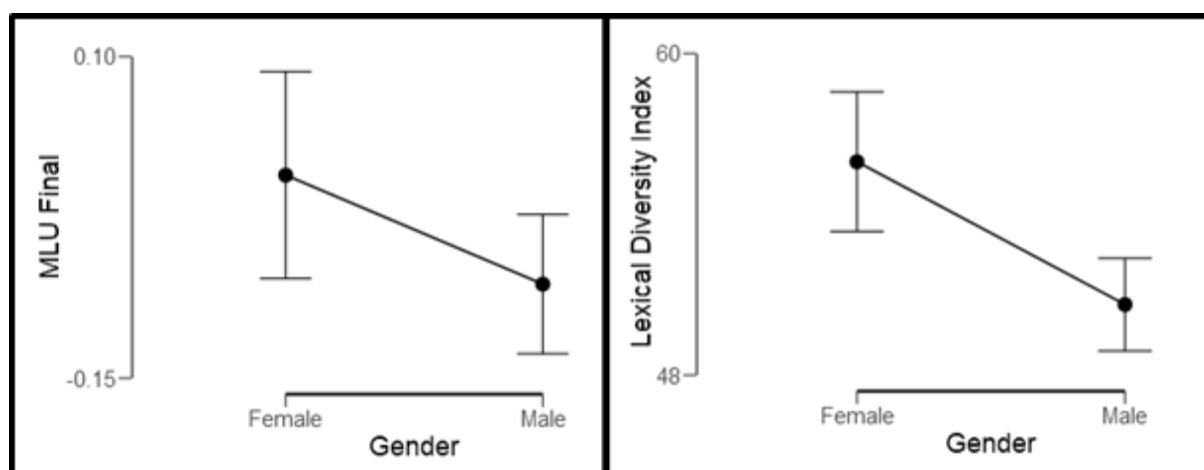 0.10
MLU Final
-0.15
Female
Male
Gender
60
Lexical Diversity Index
48
Female
Male
Gender